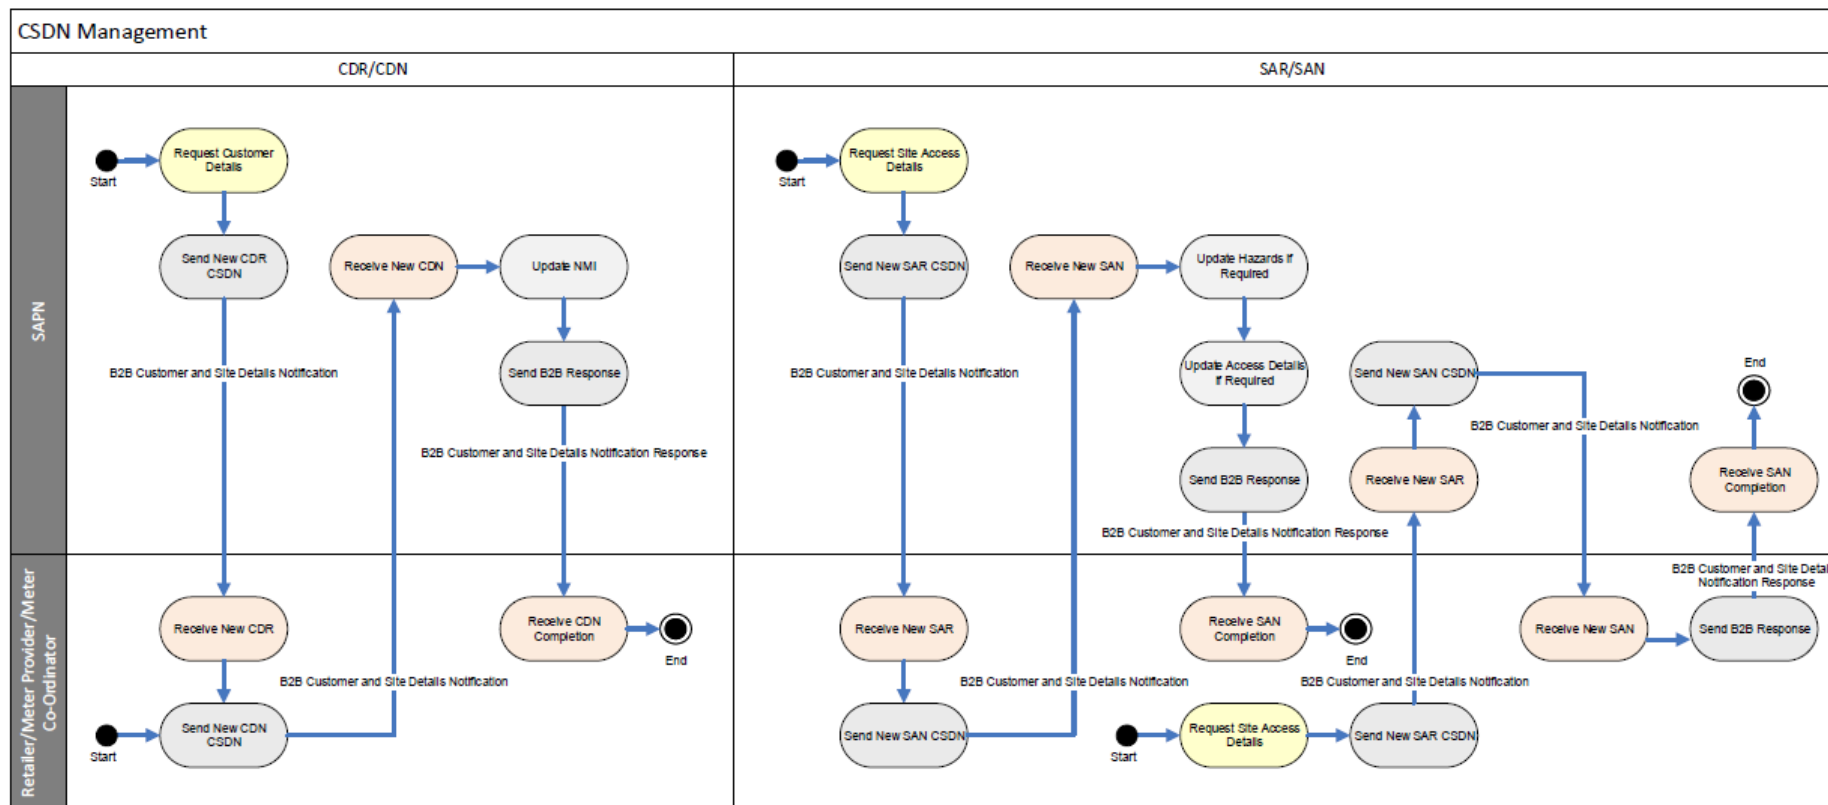 CSDN Management
CDR/CDN
SAR/SAN
SAPN
Start
Request Customer
Details
Send New CDR
CSDN
Receive New CDN
Update NMI
Send B2B Response
B2B Customer and Site Details Notification
B2B Customer and Site Details Notification Response
Start
Request Site Access
Details
Send New SAR CSDN
Receive New SAN
Update Hazards If
Required
Update Access Details
If Required
Send New SAN CSDN
End
B2B Customer and Site Details Notification
B2B Customer and Site Details Notification
Send B2B Response
Receive New SAR
Receive SAN
Completion
B2B Customer and Site Details Notification Response
Retailer/Meter Provider/Meter
Co-Ordinator
Receive New CDR
Receive CDN
Completion
End
B2B Customer and Site Details Notification
Start
Send New CDN
CSDN
Receive New SAR
Receive SAN
Completion
End
Receive New SAN
Send B2B Response
B2B Customer and Site Detai
Notification Response
B2B Customer and Site Details Notification
B2B Customer and Site Details Notification
Send New SAN CSDN
Start
Request Site Access
Details
Send New SAR CSDN